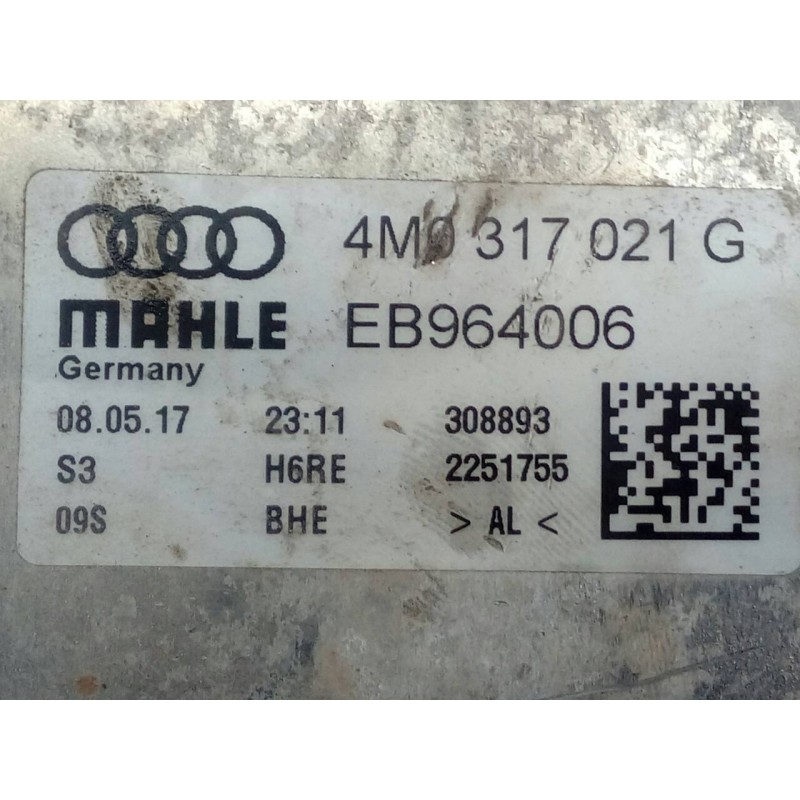 4M0 317 021 G
MAHLE EB964006
Germany
08.05.17 23:11 308893
S3 H6RE 2251755
09S BHE > AL <